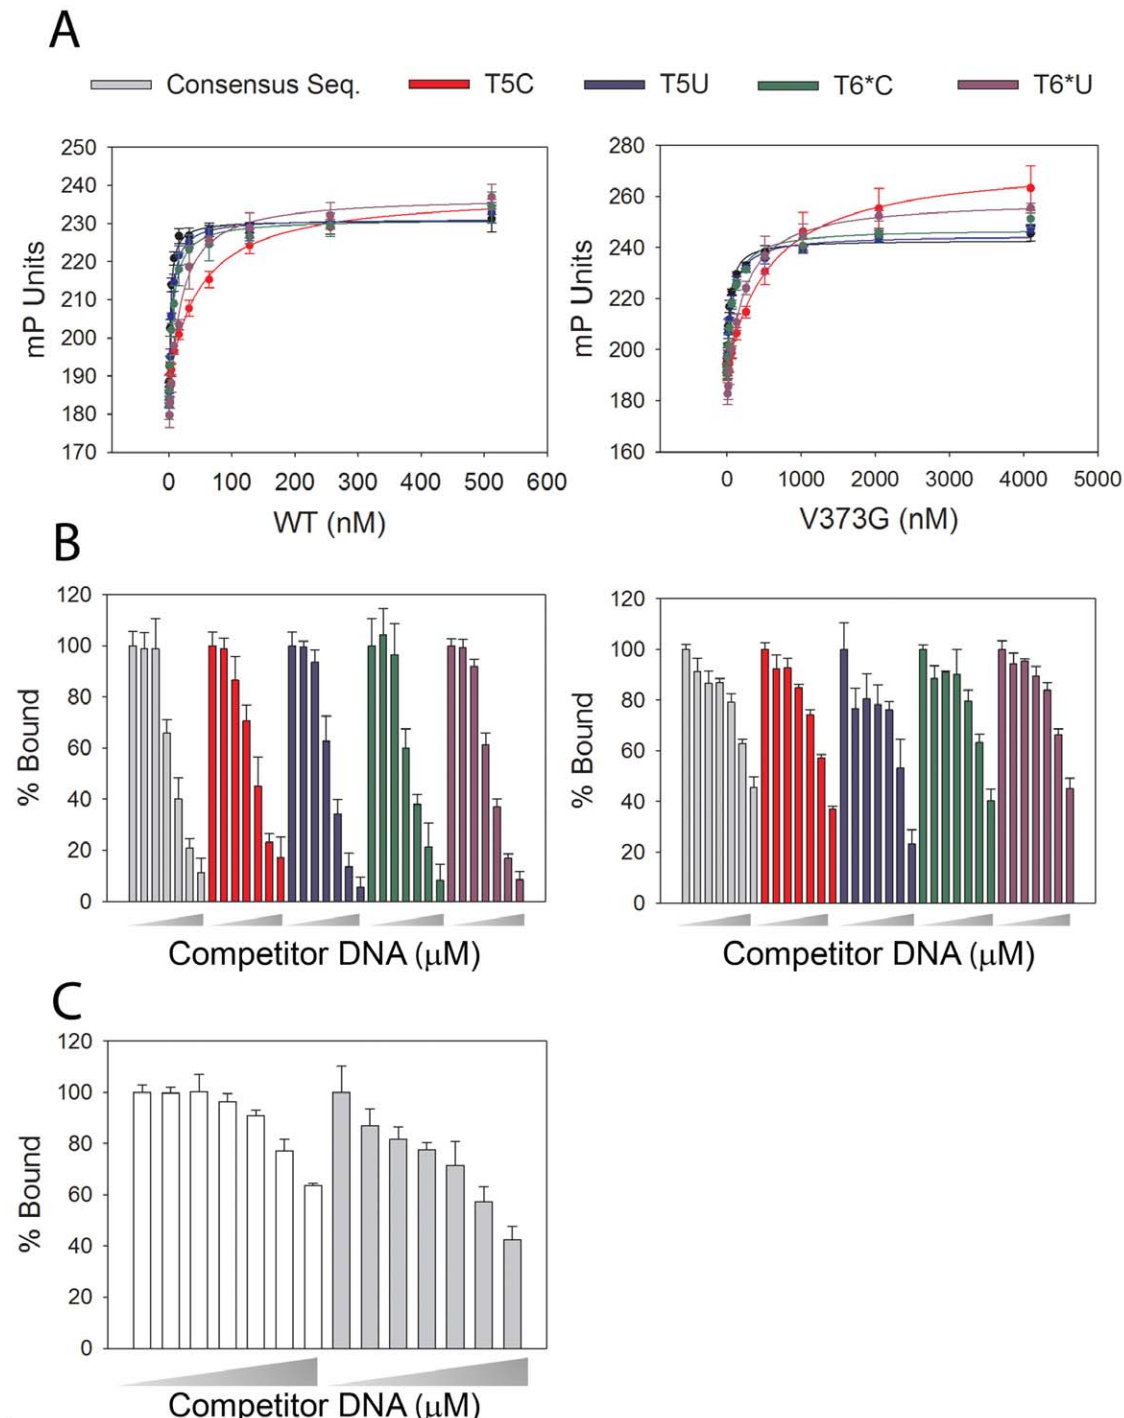 A
Consensus Seq. T5C T5U T6*C T6*U
250
240
230
220
210
200
190
180
170
mP Units
0 100 200 300 400 500 600
WT (nM)
280
260
240
220
200
180
160
mP Units
0 1000 2000 3000 4000 5000
V373G (nM)
B
120
100
80
60
40
20
0
% Bound
Competitor DNA (μM)
120
100
80
60
40
20
0
% Bound
Competitor DNA (μM)
C
120
100
80
60
40
20
0
% Bound
Competitor DNA (μM)